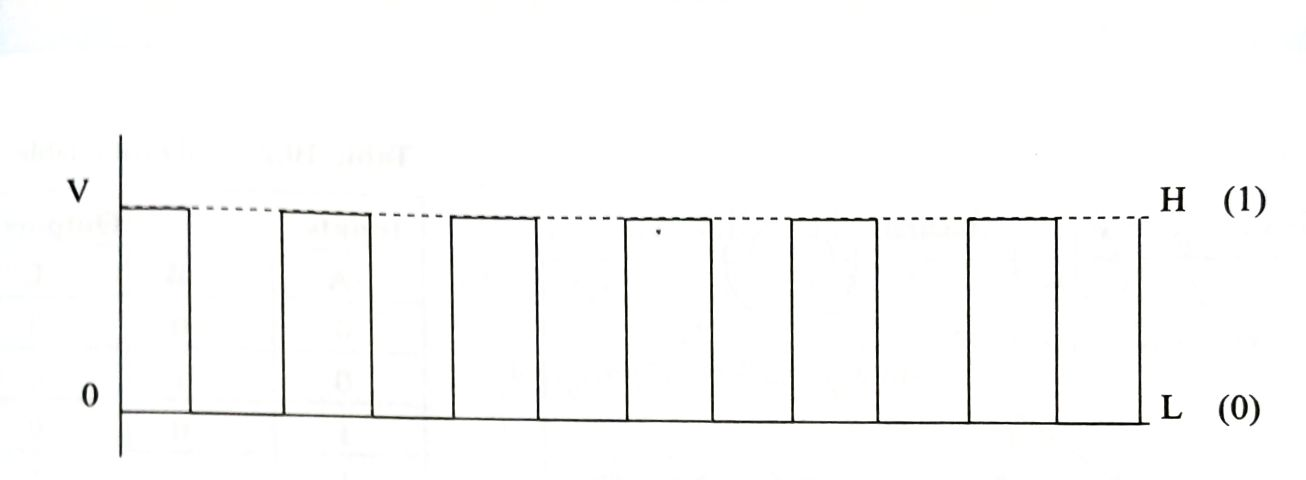 V H (1)
0 L (0)